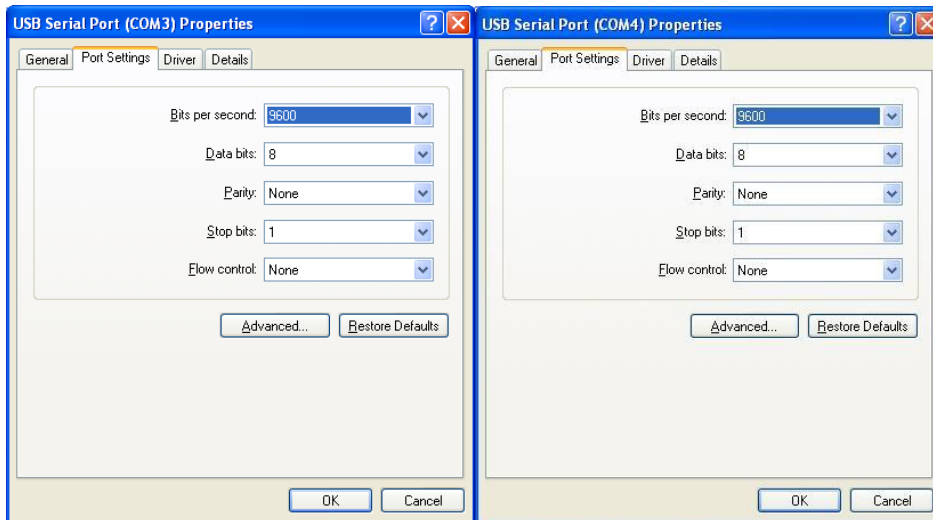 USB Serial Port (COM3) Properties
General Port Settings Driver Details
Bits per second: 9600
Data bits: 8
Parity: None
Stop bits: 1
Flow control: None
Advanced... Restore Defaults
OK Cancel
USB Serial Port (COM4) Properties
General Port Settings Driver Details
Bits per second: 9600
Data bits: 8
Parity: None
Stop bits: 1
Flow control: None
Advanced... Restore Defaults
OK Cancel